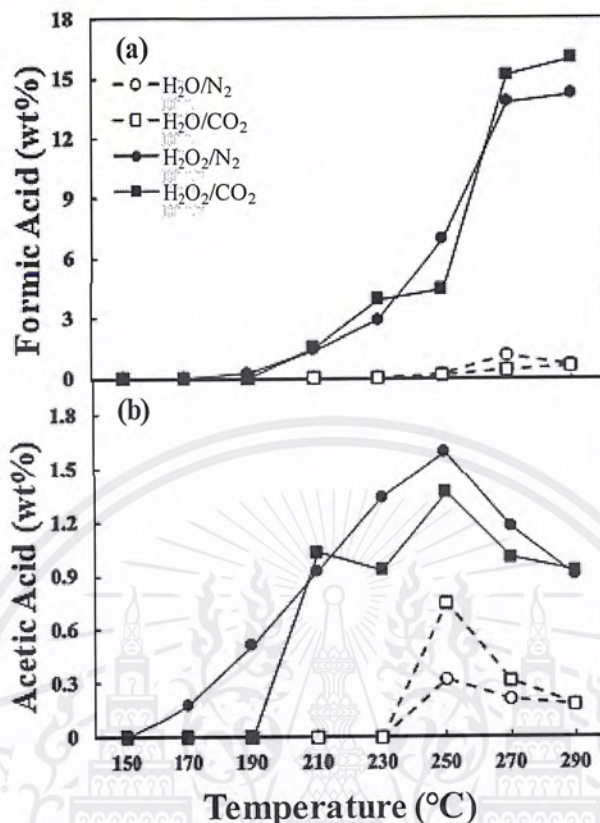 18
(a)
15
12
9
6
3
0
Formic Acid (wt%)
H₂O/N₂
H₂O/CO₂
H₂O₂/N₂
H₂O₂/CO₂
(b)
1.8
1.5
1.2
0.9
0.6
0.3
0
Acetic Acid (wt%)
150 170 190 210 230 250 270 290
Temperature (°C)